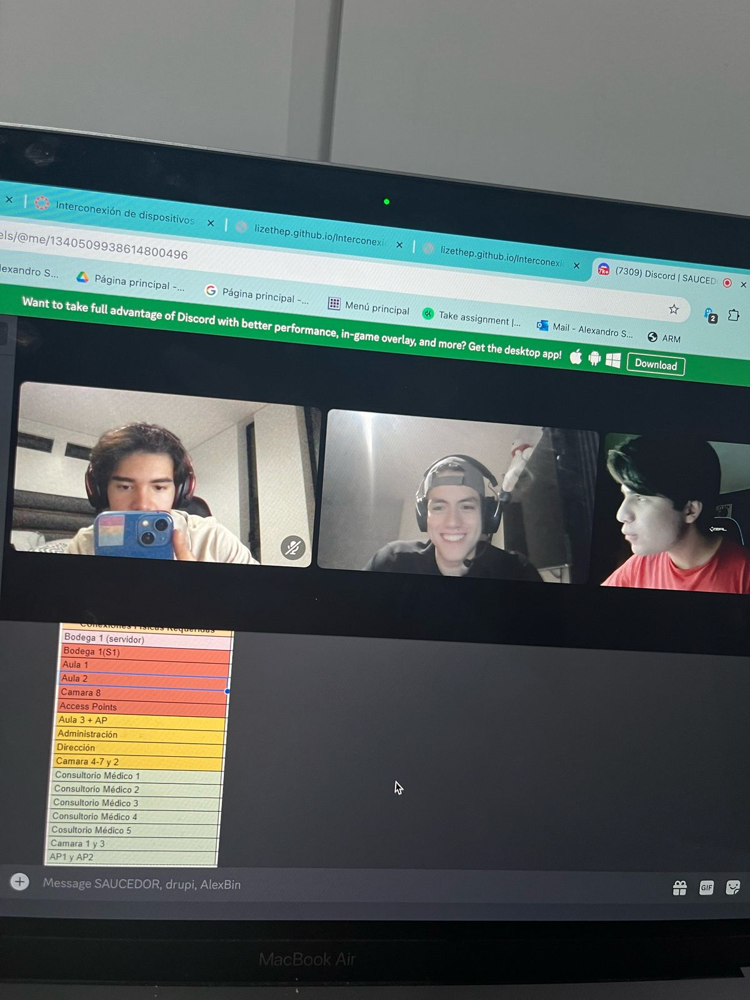 Interconexión de dispositivos
lizethep.github.io/Interconexi
lizethep.github.io/Interconexi
7k+ (7309) Discord | SAUCED
els/@me/1340509938614800496
lexandro S...
Página principal -...
Página principal -...
Menú principal
Take assignment |...
Mail - Alexandro S...
ARM
2
Want to take full advantage of Discord with better performance, in-game overlay, and more? Get the desktop app!
Download
Conexiones Físicas Requeridas
Bodega 1 (servidor)
Bodega 1(S1)
Aula 1
Aula 2
Camara 8
Access Points
Aula 3 + AP
Administración
Dirección
Camara 4-7 y 2
Consultorio Médico 1
Consultorio Médico 2
Consultorio Médico 3
Consultorio Médico 4
Cosultorio Médico 5
Camara 1 y 3
AP1 y AP2
Message SAUCEDOR, drupi, AlexBin
GIF
MacBook Air